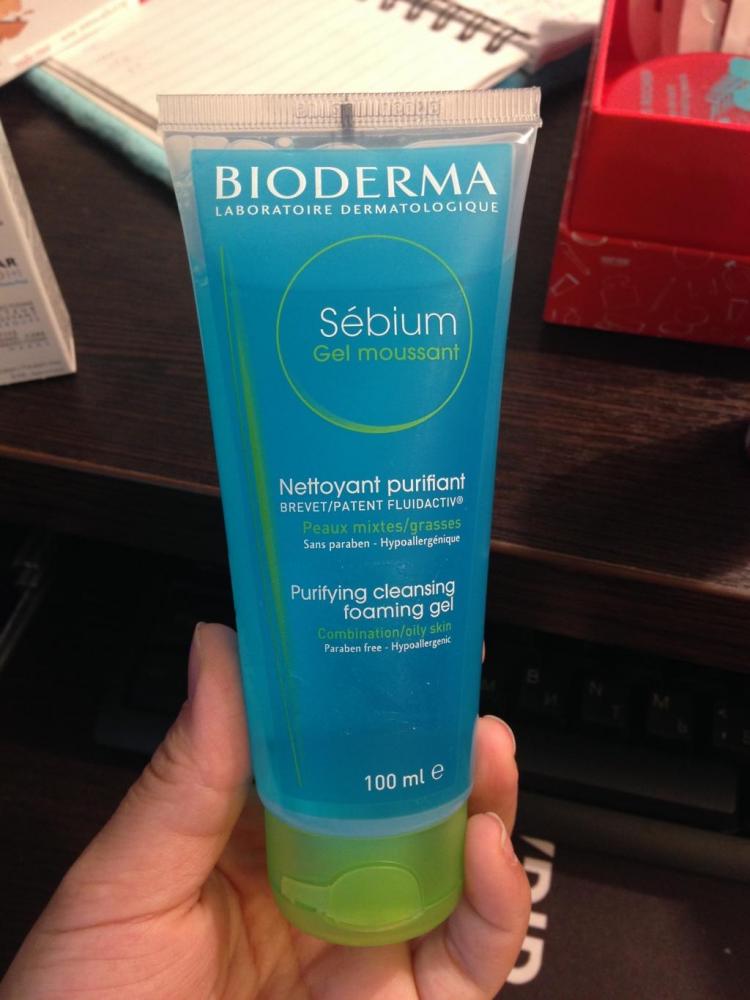 BIODERMA
LABORATOIRE DERMATOLOGIQUE
Sébium
Gel moussant
Nettoyant purifiant
BREVET/PATENT FLUIDACTIV®
Peaux mixtes/grasses
Sans paraben - Hypoallergénique
Purifying cleansing
foaming gel
Combination/oily skin
Paraben free - Hypoallergenic
100 ml e
AR
B
N
M
И
Ь